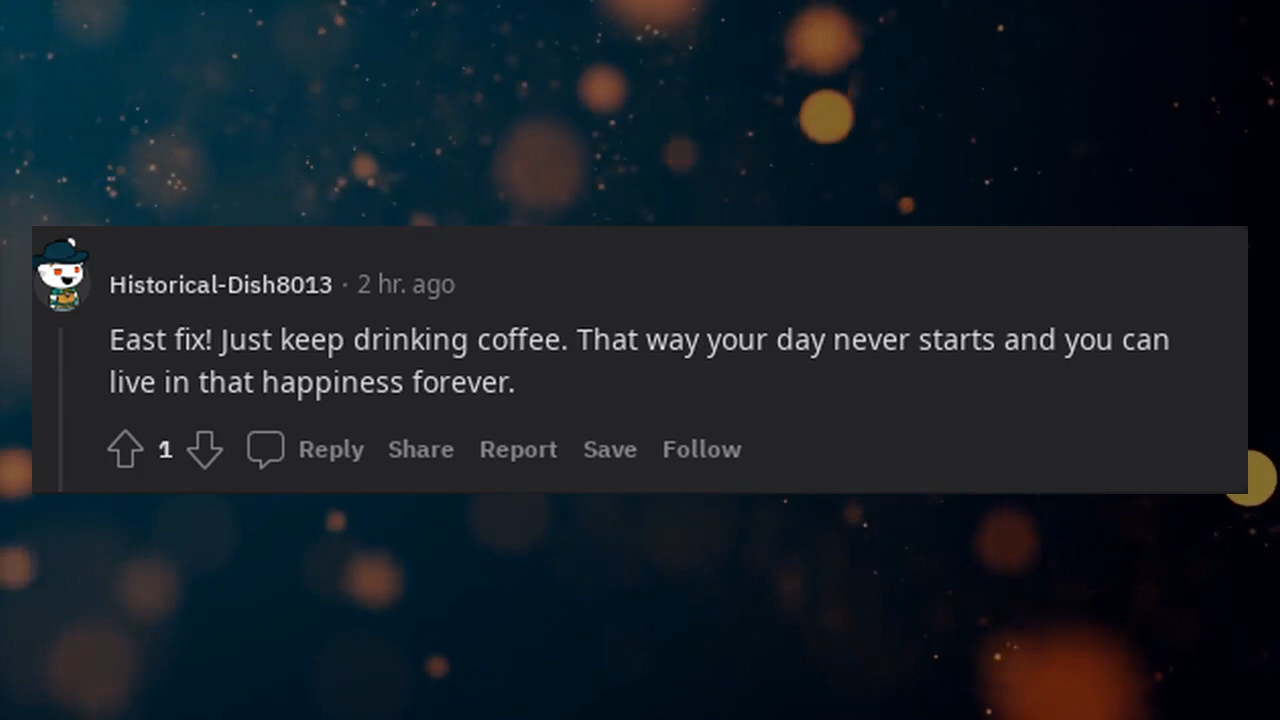 Historical-Dish8013 · 2 hr. ago
East fix! Just keep drinking coffee. That way your day never starts and you can
live in that happiness forever.
1 Reply Share Report Save Follow